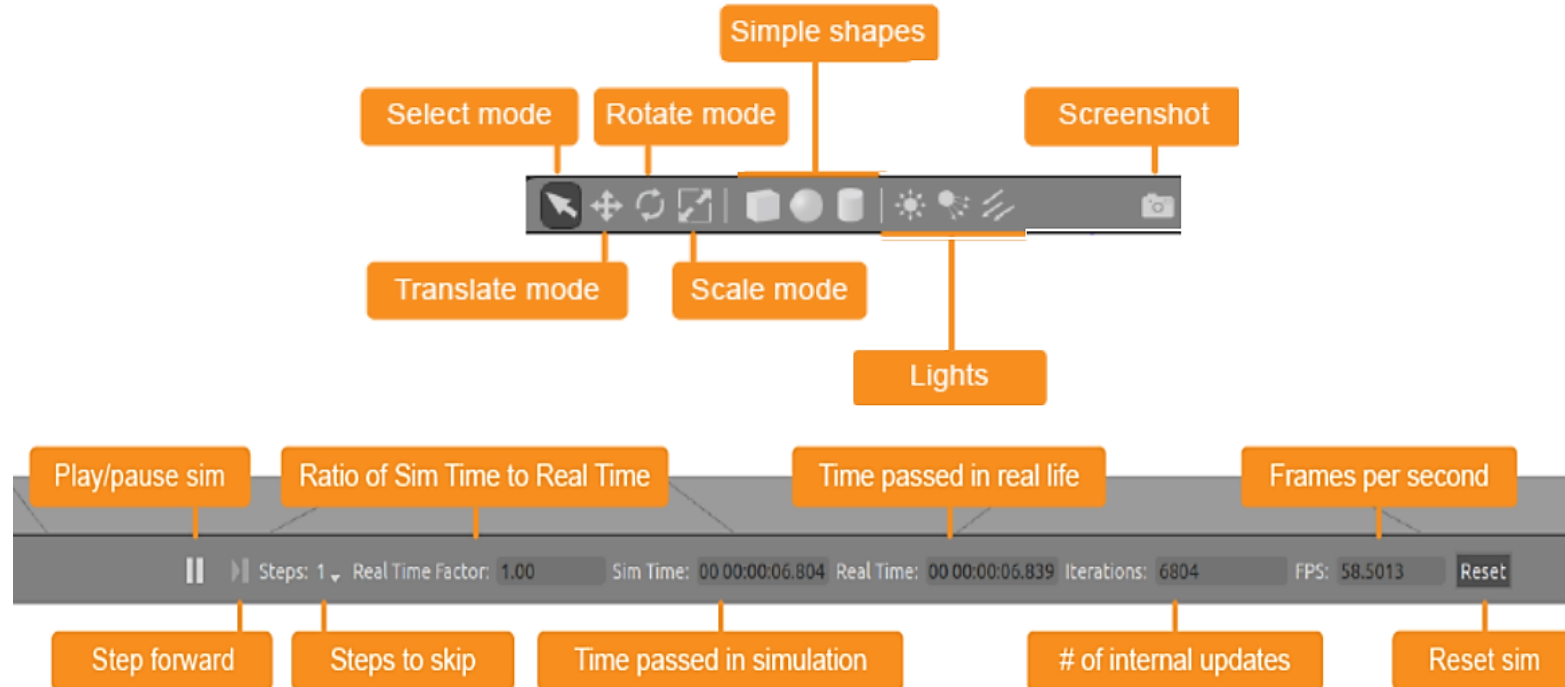 Simple shapes
Select mode
Rotate mode
Screenshot
Translate mode
Scale mode
Lights
Play/pause sim
Ratio of Sim Time to Real Time
Time passed in real life
Frames per second
Steps: 1 Real Time Factor: 1.00 Sim Time: 00 00:00:06.804 Real Time: 00 00:00:06.839 Iterations: 6804 FPS: 58.5013 Reset
Step forward
Steps to skip
Time passed in simulation
# of internal updates
Reset sim